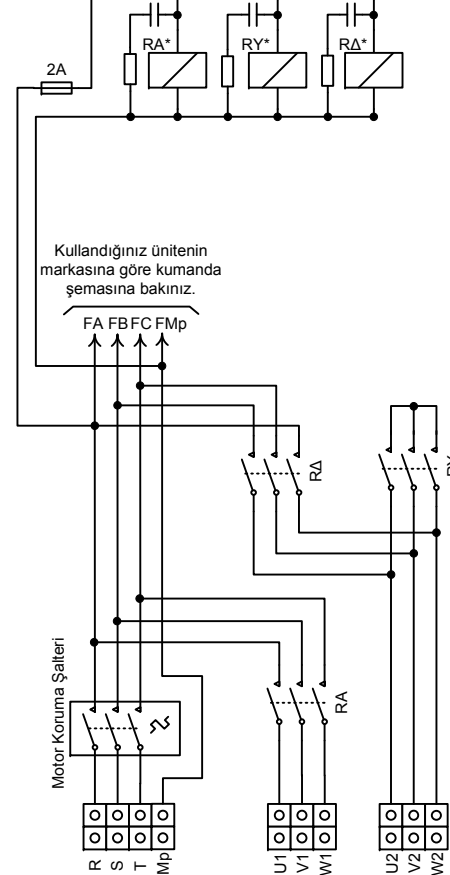 RA*
RY*
RΔ*
2A
Kullandığınız ünitenin
markasına göre kumanda
şemasına bakınız.
FA FB FC FMp
RΔ
Motor Koruma Şalteri
RA
R
S
T
Mp
U1
V1
W1
U2
V2
W2